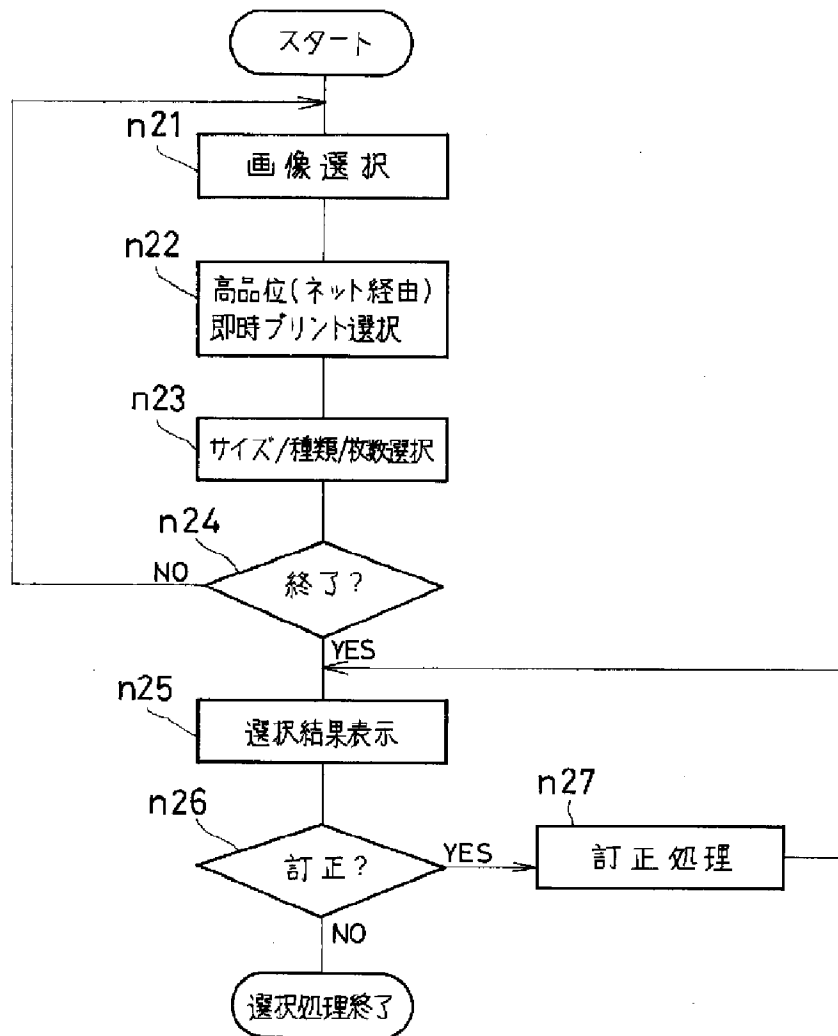 スタート
n21
画像選択
n22
高品位(ネット経由)
即時プリント選択
n23
サイズ/種類/枚数選択
n24
NO
終了?
YES
n25
選択結果表示
n26
訂正?
YES
n27
訂正処理
NO
選択処理終了